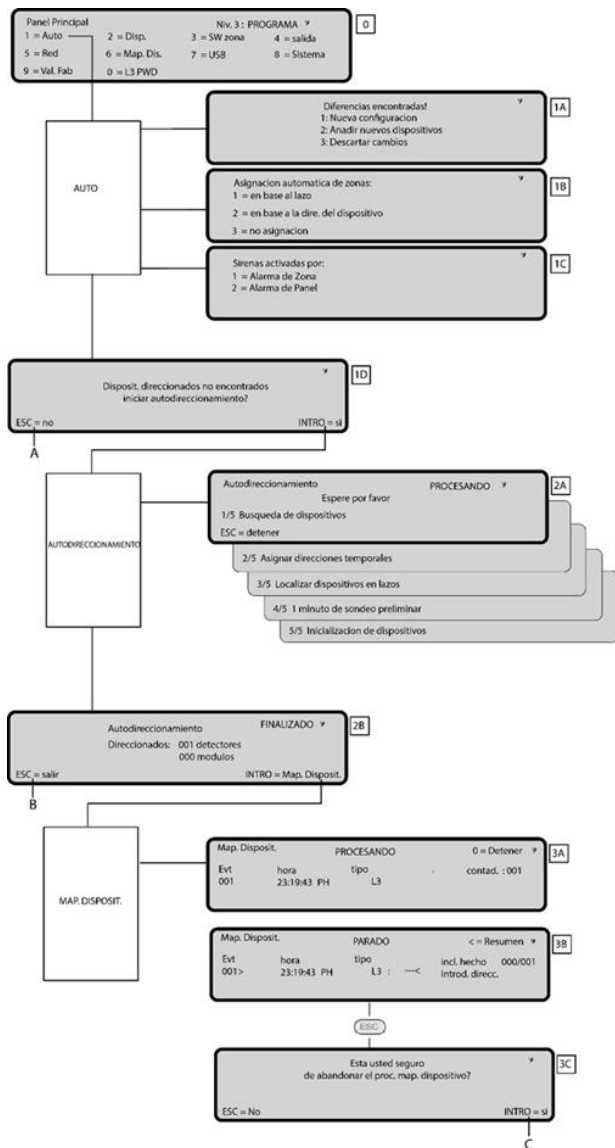 Panel Principal Niv. 3 : PROGRAMA
1 = Auto 2 = Disp. 3 = SW zona 4 = salida
5 = Red 6 = Map. Dis. 7 = USB 8 = Sistema
9 = Val. Fab 0 = L3 PWD
0
Diferencias encontradas!
1: Nueva configuracion
2: Anadir nuevos dispositivos
3: Descartar cambios
1A
AUTO
Asignacion automatica de zonas:
1 = en base al lazo
2 = en base a la dire. del dispositivo
3 = no asignacion
1B
Sirenas activadas por:
1 = Alarma de Zona
2 = Alarma de Panel
1C
Disposit. direccionados no encontrados
iniciar autodireccionamiento?
ESC = no INTRO = si
1D
A
AUTODIRECCIONAMIENTO
Autodireccionamiento PROCESANDO
Espere por favor
1/5 Busqueda de dispositivos
ESC = detener
2A
2/5 Asignar direcciones temporales
3/5 Localizar dispositivos en lazos
4/5 1 minuto de sondeo preliminar
5/5 Inicializacion de dispositivos
Autodireccionamiento FINALIZADO
Direccionados: 001 detectores
000 modulos
ESC = salir INTRO = Map. Disposit.
2B
B
MAP. DISPOSIT.
Map. Disposit. PROCESANDO 0 = Detener
Evt hora tipo . contad. : 001
001 23:19:43 PH L3
3A
Map. Disposit. PARADO < = Resumen
Evt hora tipo incl. hecho 000/001
001> 23:19:43 PH L3 : ---< Introd. direcc.
3B
ESC
Esta usted seguro
de abandonar el proc. map. dispositivo?
ESC = No INTRO = si
3C
C